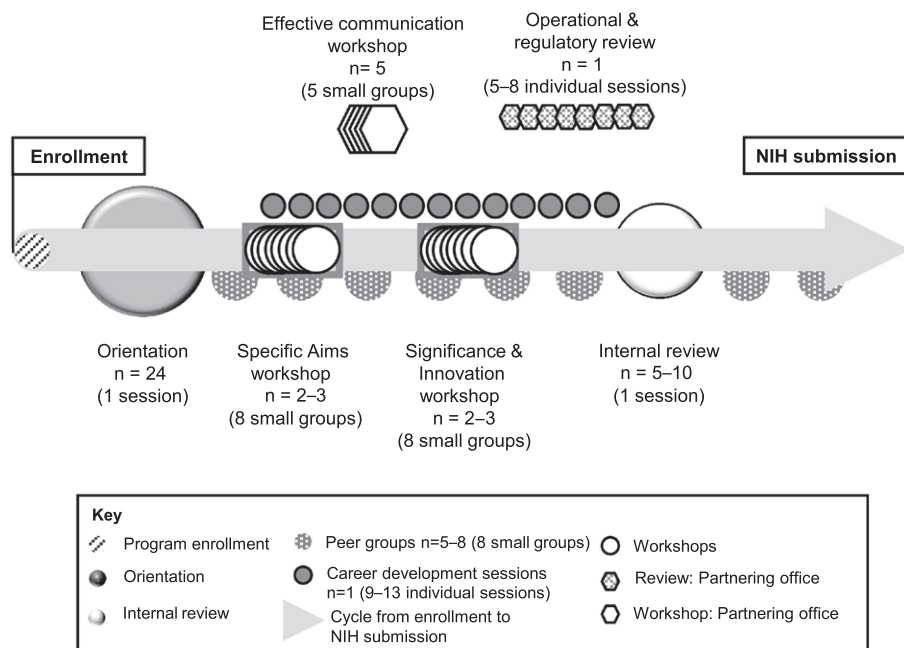 Effective communication
workshop
n= 5
(5 small groups)
Operational &
regulatory review
n = 1
(5–8 individual sessions)
Enrollment
NIH submission
Orientation
n = 24
(1 session)
Specific Aims
workshop
n = 2–3
(8 small groups)
Significance &
Innovation
workshop
n = 2–3
(8 small groups)
Internal review
n = 5–10
(1 session)
Key
Program enrollment
Orientation
Internal review
Peer groups n=5–8 (8 small groups)
Career development sessions
n=1 (9–13 individual sessions)
Cycle from enrollment to
NIH submission
Workshops
Review: Partnering office
Workshop: Partnering office